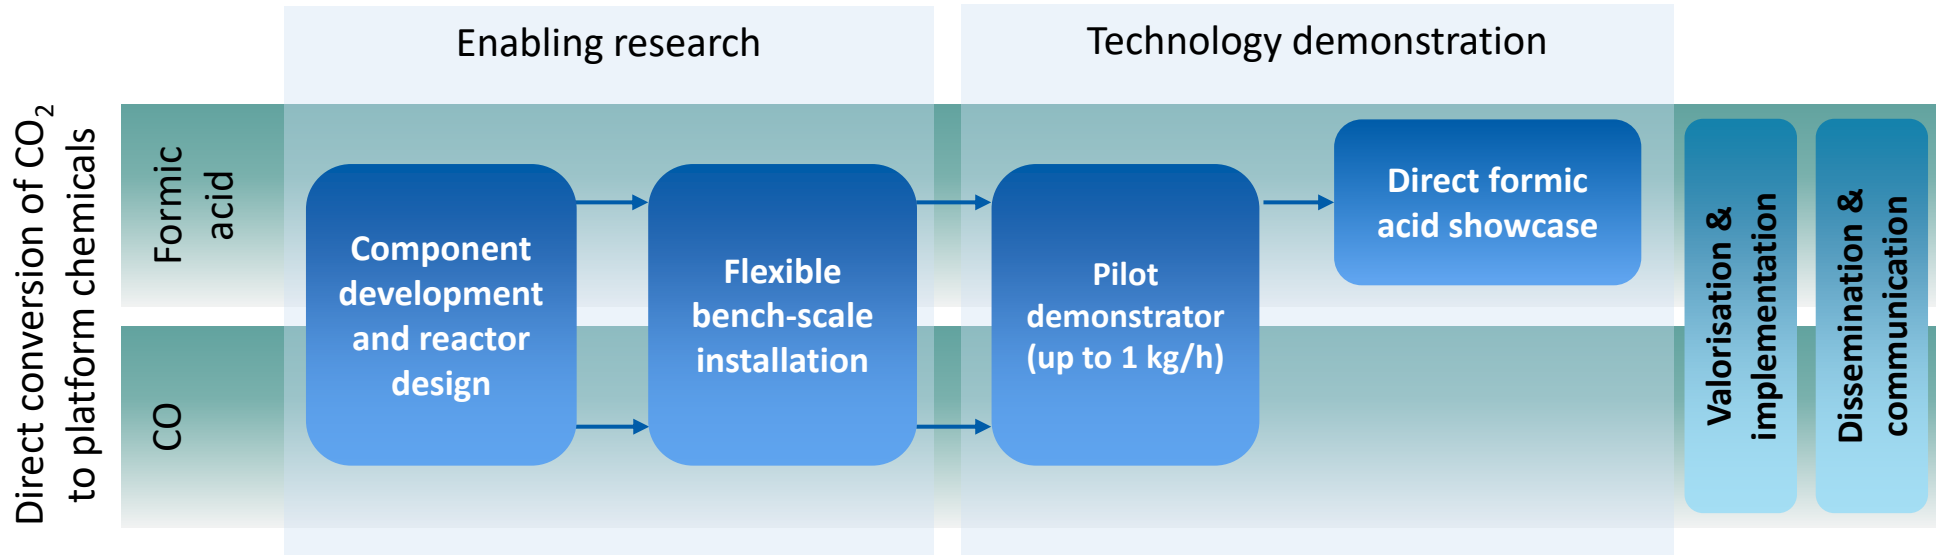 Enabling research
Technology demonstration
Direct conversion of CO₂
to platform chemicals
Formic
acid
CO
Component
development
and reactor
design
Flexible
bench-scale
installation
Pilot
demonstrator
(up to 1 kg/h)
Direct formic
acid showcase
Valorisation &
implementation
Dissemination &
communication